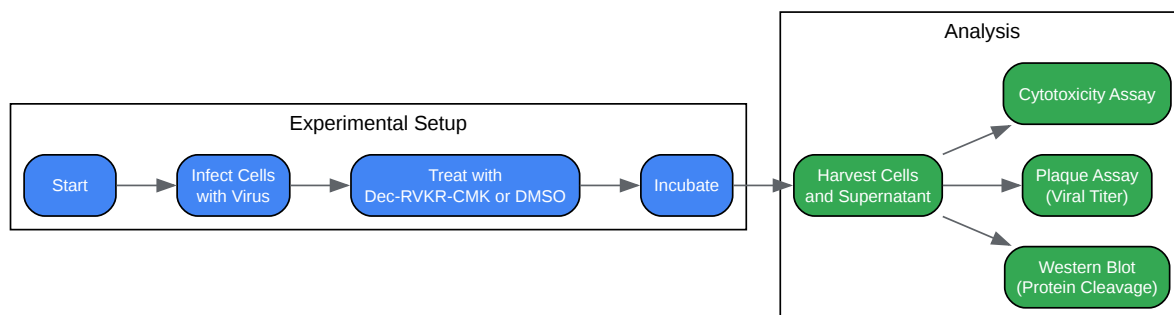 Analysis
Experimental Setup
Start
Infect Cells
with Virus
Treat with
Dec-RVKR-CMK or DMSO
Incubate
Harvest Cells
and Supernatant
Cytotoxicity Assay
Plaque Assay
(Viral Titer)
Western Blot
(Protein Cleavage)